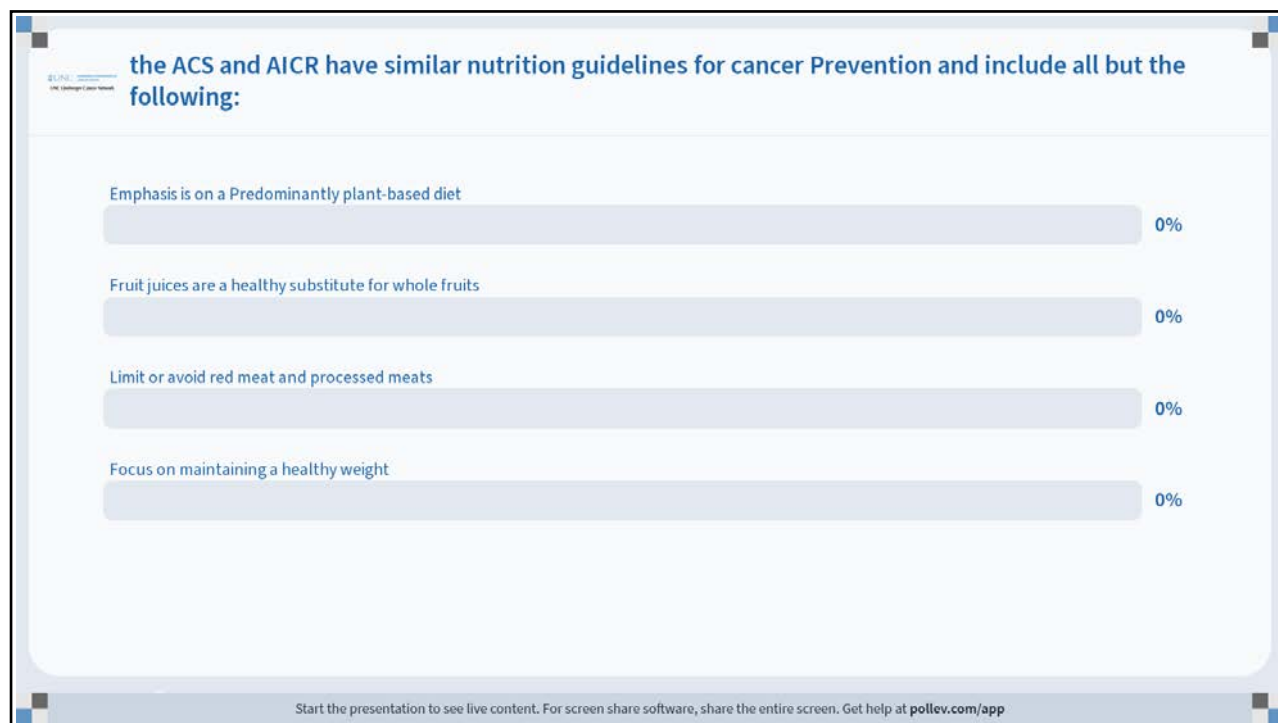 the ACS and AICR have similar nutrition guidelines for cancer Prevention and include all but the
following:
Emphasis is on a Predominantly plant-based diet
0%
Fruit juices are a healthy substitute for whole fruits
0%
Limit or avoid red meat and processed meats
0%
Focus on maintaining a healthy weight
0%
Start the presentation to see live content. For screen share software, share the entire screen. Get help at pollev.com/app